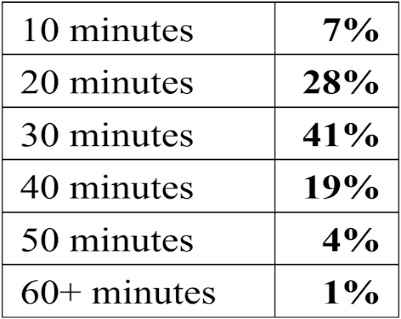 10 minutes 7%
20 minutes 28%
30 minutes 41%
40 minutes 19%
50 minutes 4%
60+ minutes 1%